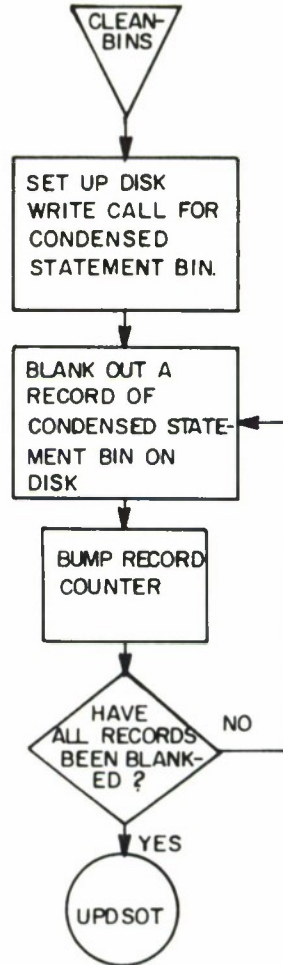 CLEAN-
BINS
SET UP DISK
WRITE CALL FOR
CONDENSED
STATEMENT BIN.
BLANK OUT A
RECORD OF
CONDENSED STATE-
MENT BIN ON
DISK
BUMP RECORD
COUNTER
HAVE
ALL RECORDS
BEEN BLANK-
ED ?
NO
YES
UPDSOT